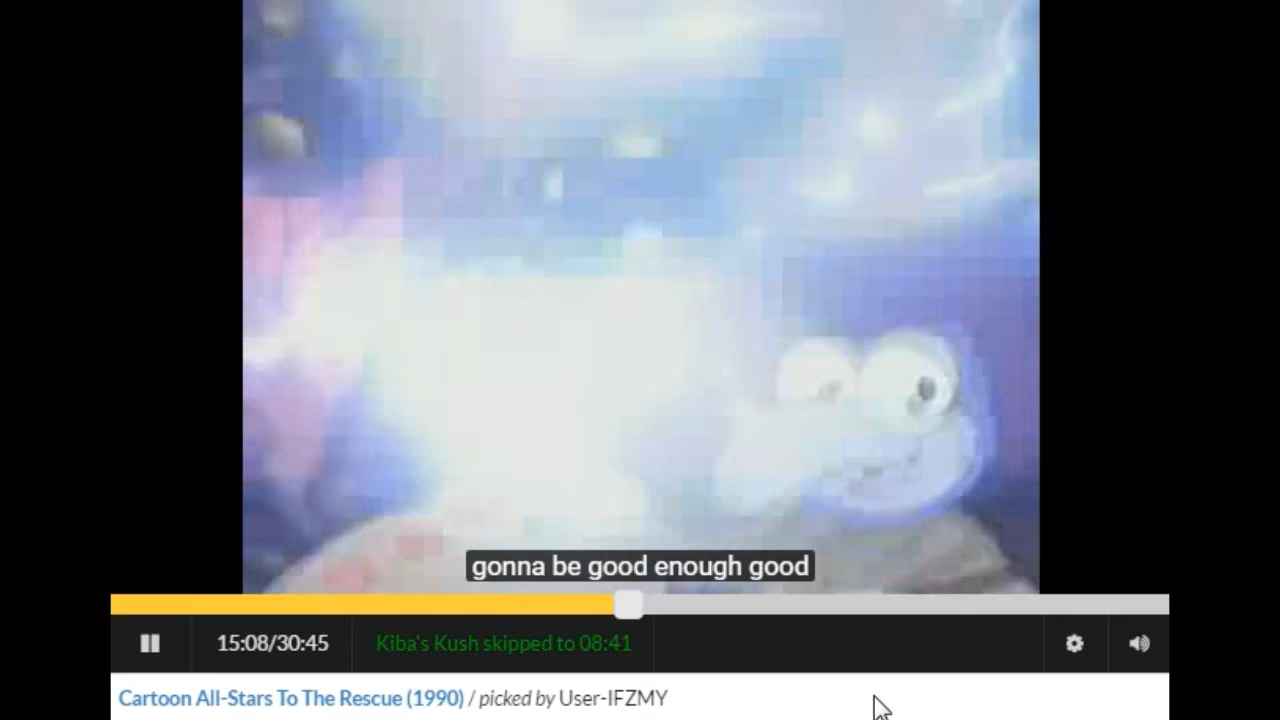 gonna be good enough good
15:08/30:45 Kiba's Kush skipped to 08:41
Cartoon All-Stars To The Rescue (1990) / picked by User-IFZMY